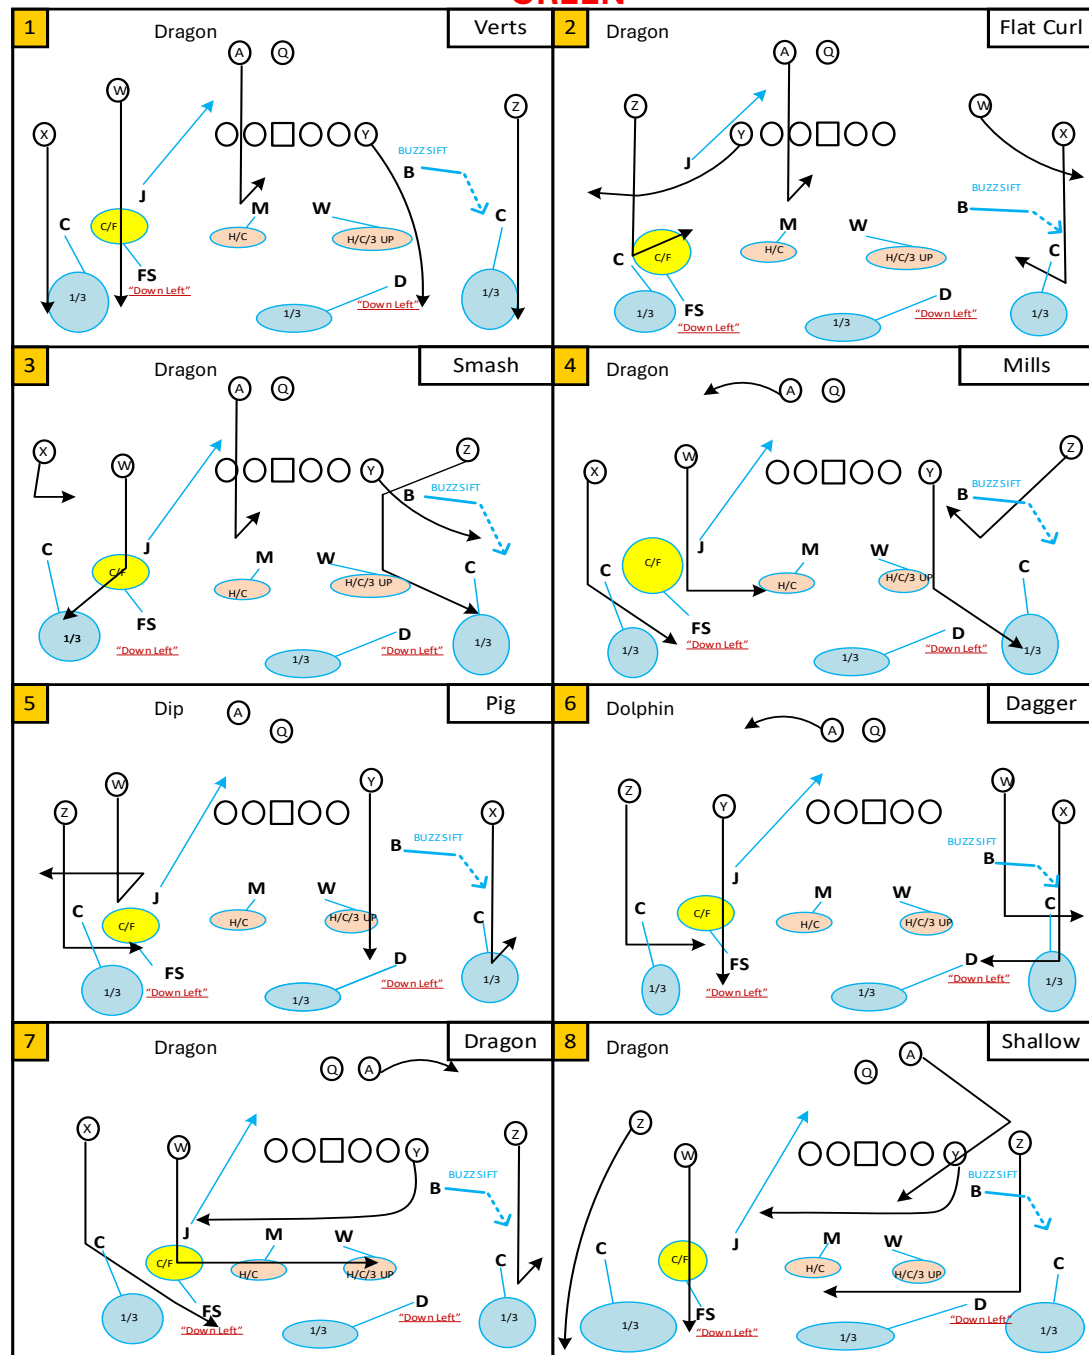 GREEN
1 Dragon Verts
A Q
W
Z
X Y
BUZZ SIFT
B
J
C M W C
C/F H/C H/C/3 UP
FS D
"Down Left" "Down Left"
1/3 1/3 1/3
2 Dragon Flat Curl
A Q
Z W
Y X
J
BUZZ SIFT
B
M W
C C/F H/C H/C/3 UP C
FS D
"Down Left" "Down Left"
1/3 1/3 1/3
3 Dragon Smash
A Q
X Z
W Y
BUZZ SIFT
B
C J M W C
C/F H/C H/C/3 UP
FS D
"Down Left" "Down Left"
1/3 1/3 1/3
4 Dragon Mills
A Q
Z
W
X Y
BUZZ SIFT
B
J M W
C C/F H/C H/C/3 UP C
FS D
"Down Left" "Down Left"
1/3 1/3 1/3
5 Dip Pig
A
Q
W Y
Z X
BUZZ SIFT
B
J M W
C C
C/F H/C H/C/3 UP
FS D
"Down Left" "Down Left"
1/3 1/3 1/3
6 Dolphin Dagger
A Q
Z W
Y X
BUZZ SIFT
B
J M W
C C
C/F H/C H/C/3 UP
FS D
"Down Left" "Down Left"
1/3 1/3 1/3
7 Dragon Dragon
Q A
X Z
W Y
BUZZ SIFT
B
J M W
C C
C/F H/C H/C/3 UP
FS D
"Down Left" "Down Left"
1/3 1/3 1/3
8 Dragon Shallow
A
Q
Z
Z
W Y
BUZZ SIFT
B
J M W
C C
C/F H/C H/C/3 UP
FS D
"Down Left" "Down Left"
1/3 1/3 1/3